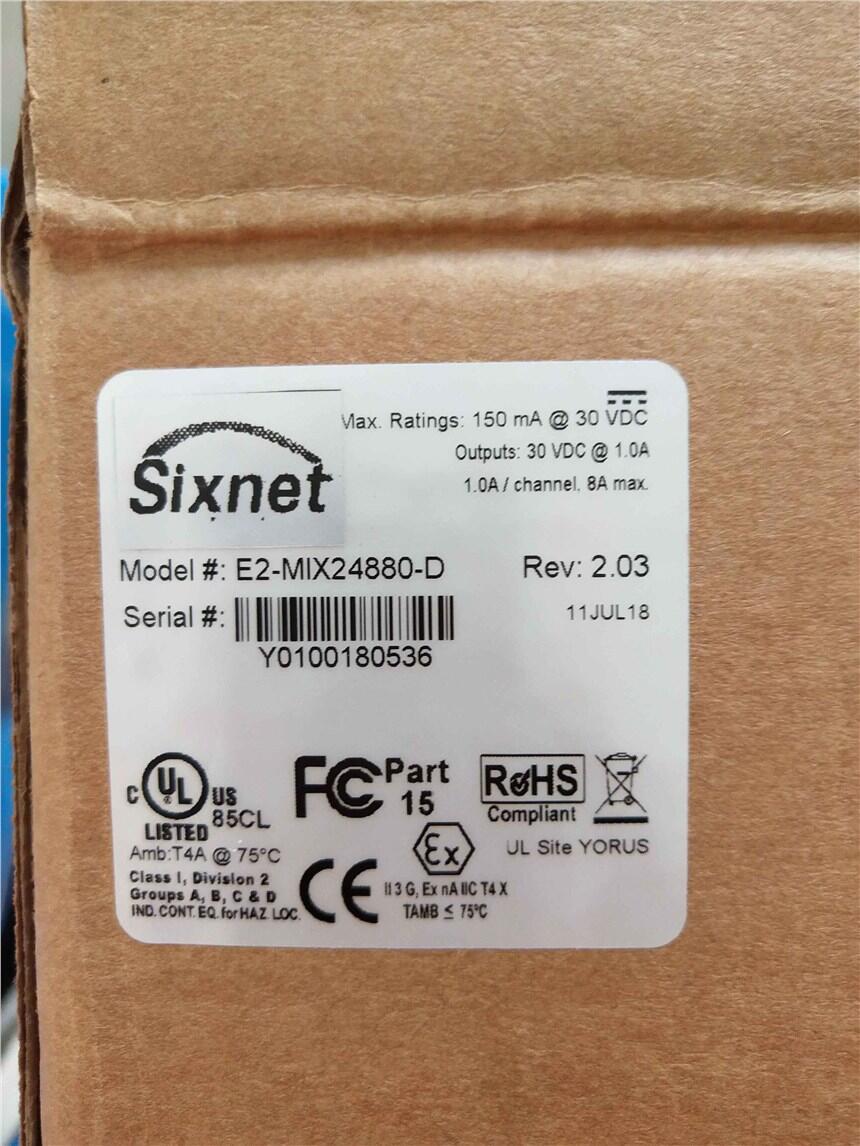 Sixnet
Max. Ratings: 150 mA @ 30 VDC
Outputs: 30 VDC @ 1.0A
1.0A / channel, 8A max.
Model #: E2-MIX24880-D
Rev: 2.03
Serial #:
11JUL18
Y0100180536
C UL US
LISTED 85CL
Amb:T4A @ 75°C
Class I, Division 2
Groups A, B, C & D
IND. CONT. EQ. for HAZ. LOC.
FC Part
15
CE
RoHS
Compliant
UL Site YORUS
Ex
II 3 G, Ex nA IIC T4 X
TAMB ≤ 75°C